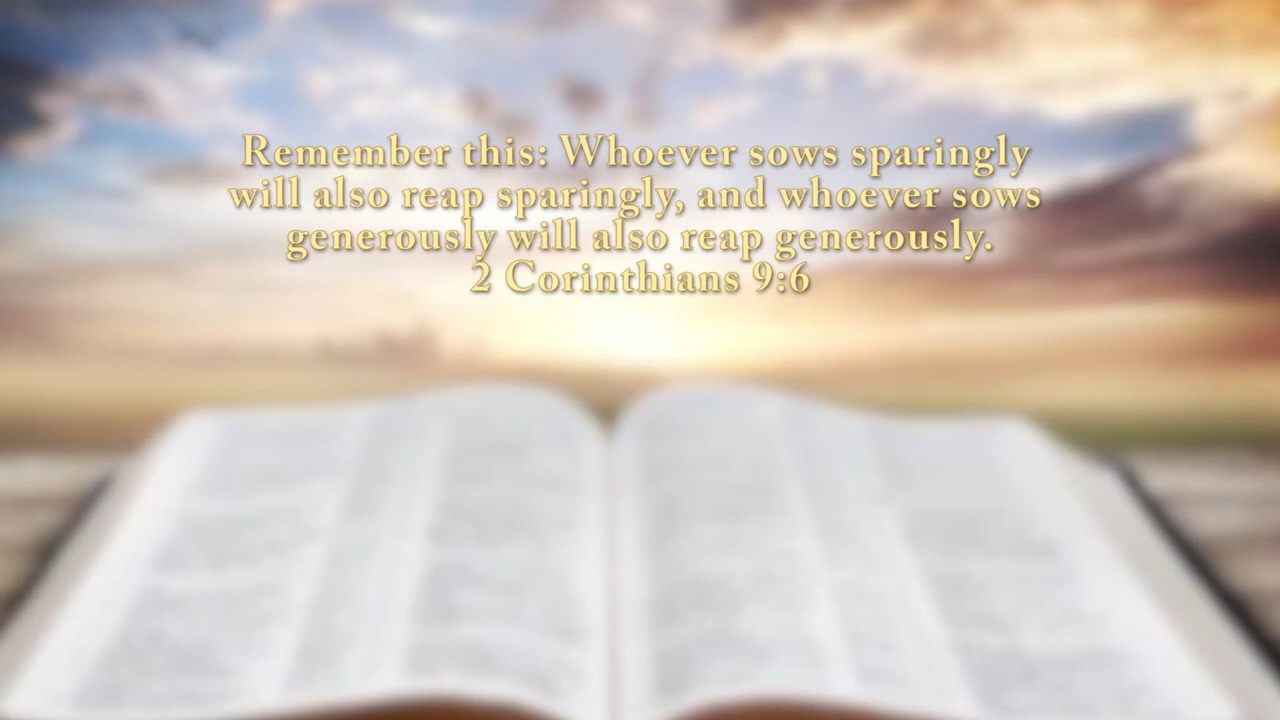 Remember this: Whoever sows sparingly
will also reap sparingly, and whoever sows
generously will also reap generously.
2 Corinthians 9:6